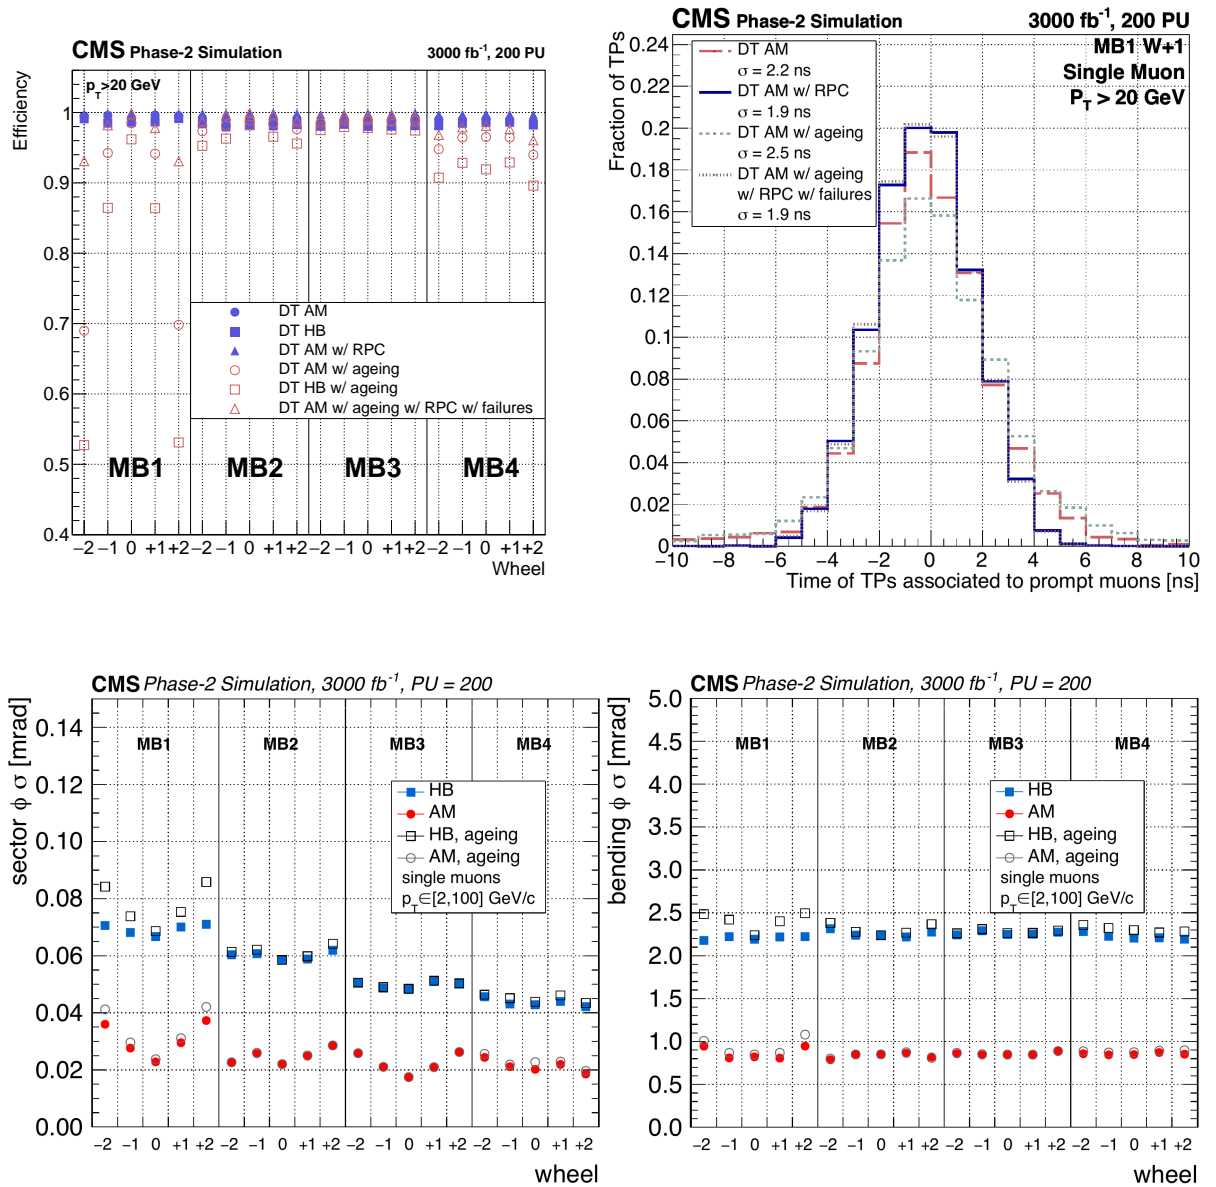 CMS Phase-2 Simulation 3000 fb⁻¹, 200 PU
Efficiency
p_T>20 GeV
1
0.9
0.8
0.7
0.6
0.5
0.4
DT AM
DT HB
DT AM w/ RPC
DT AM w/ ageing
DT HB w/ ageing
DT AM w/ ageing w/ RPC w/ failures
MB1 MB2 MB3 MB4
−2 −1 0 +1 +2 −2 −1 0 +1 +2 −2 −1 0 +1 +2 −2 −1 0 +1 +2
Wheel
CMS Phase-2 Simulation 3000 fb⁻¹, 200 PU
Fraction of TPs
0.24
0.22
0.2
0.18
0.16
0.14
0.12
0.1
0.08
0.06
0.04
0.02
0
DT AM
σ = 2.2 ns
DT AM w/ RPC
σ = 1.9 ns
DT AM w/ ageing
σ = 2.5 ns
DT AM w/ ageing
w/ RPC w/ failures
σ = 1.9 ns
MB1 W+1
Single Muon
P_T > 20 GeV
−10 −8 −6 −4 −2 0 2 4 6 8 10
Time of TPs associated to prompt muons [ns]
CMS Phase-2 Simulation, 3000 fb⁻¹, PU = 200
sector ϕ σ [mrad]
0.14
0.12
0.10
0.08
0.06
0.04
0.02
0.00
MB1 MB2 MB3 MB4
HB
AM
HB, ageing
AM, ageing
single muons
p_T∈[2,100] GeV/c
−2 −1 0 +1 +2 −2 −1 0 +1 +2 −2 −1 0 +1 +2 −2 −1 0 +1 +2
wheel
CMS Phase-2 Simulation, 3000 fb⁻¹, PU = 200
bending ϕ σ [mrad]
5.0
4.5
4.0
3.5
3.0
2.5
2.0
1.5
1.0
0.5
0.0
MB1 MB2 MB3 MB4
HB
AM
HB, ageing
AM, ageing
single muons
p_T∈[2,100] GeV/c
−2 −1 0 +1 +2 −2 −1 0 +1 +2 −2 −1 0 +1 +2 −2 −1 0 +1 +2
wheel